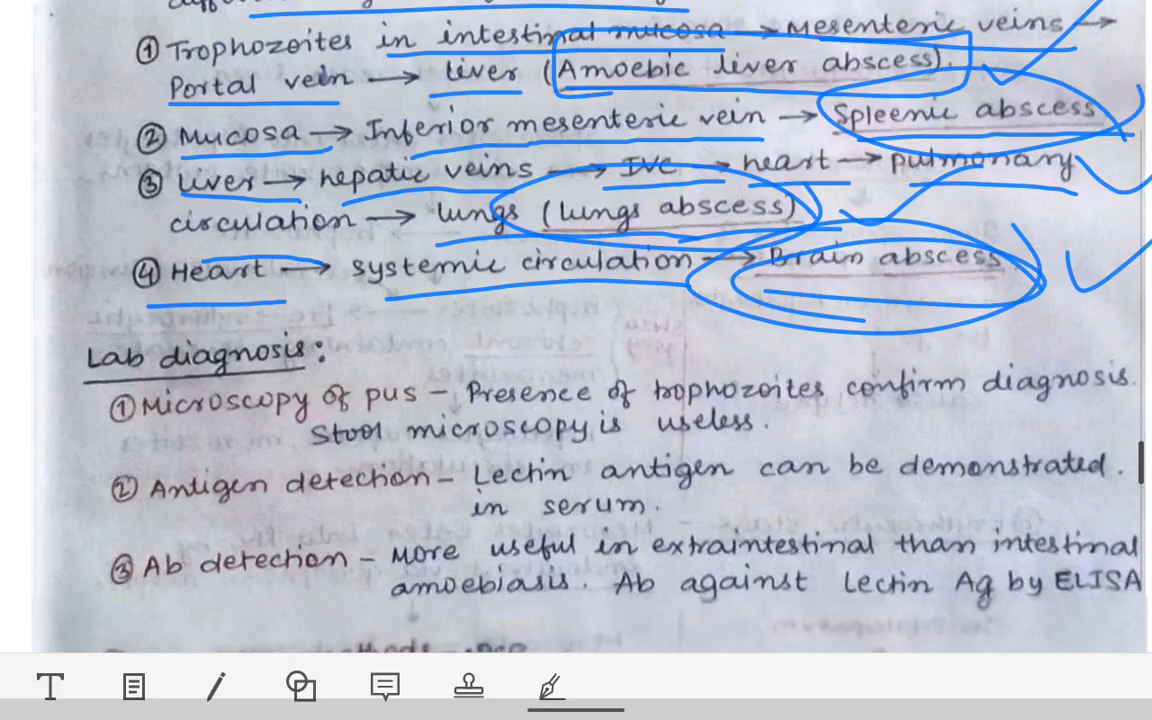 ① Trophozoites in intestinal mucosa → Mesenteric veins →
Portal vein → liver (Amoebic liver abscess).
② Mucosa → Inferior mesenteric vein → Spleenic abscess
③ Liver → hepatic veins → IVC → heart → pulmonary
circulation → lungs (lungs abscess)
④ Heart → systemic circulation → Brain abscess
Lab diagnosis:
① Microscopy of pus - Presence of trophozoites confirm diagnosis.
Stool microscopy is useless.
② Antigen detection - Lectin antigen can be demonstrated.
in serum.
③ Ab detection - More useful in extraintestinal than intestinal
amoebiasis. Ab against Lectin Ag by ELISA
T